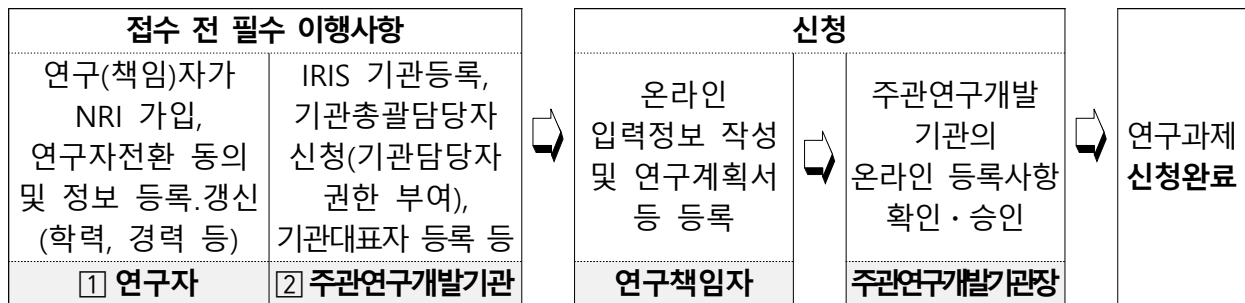 접수 전 필수 이행사항
연구(책임)자가
NRI 가입,
연구자전환 동의
및 정보 등록.갱신
(학력, 경력 등)
1 연구자
IRIS 기관등록,
기관총괄담당자
신청(기관담당자
권한 부여),
기관대표자 등록 등
2 주관연구개발기관
신청
온라인
입력정보 작성
및 연구계획서
등 등록
연구책임자
주관연구개발
기관의
온라인 등록사항
확인・승인
주관연구개발기관장
연구과제
신청완료